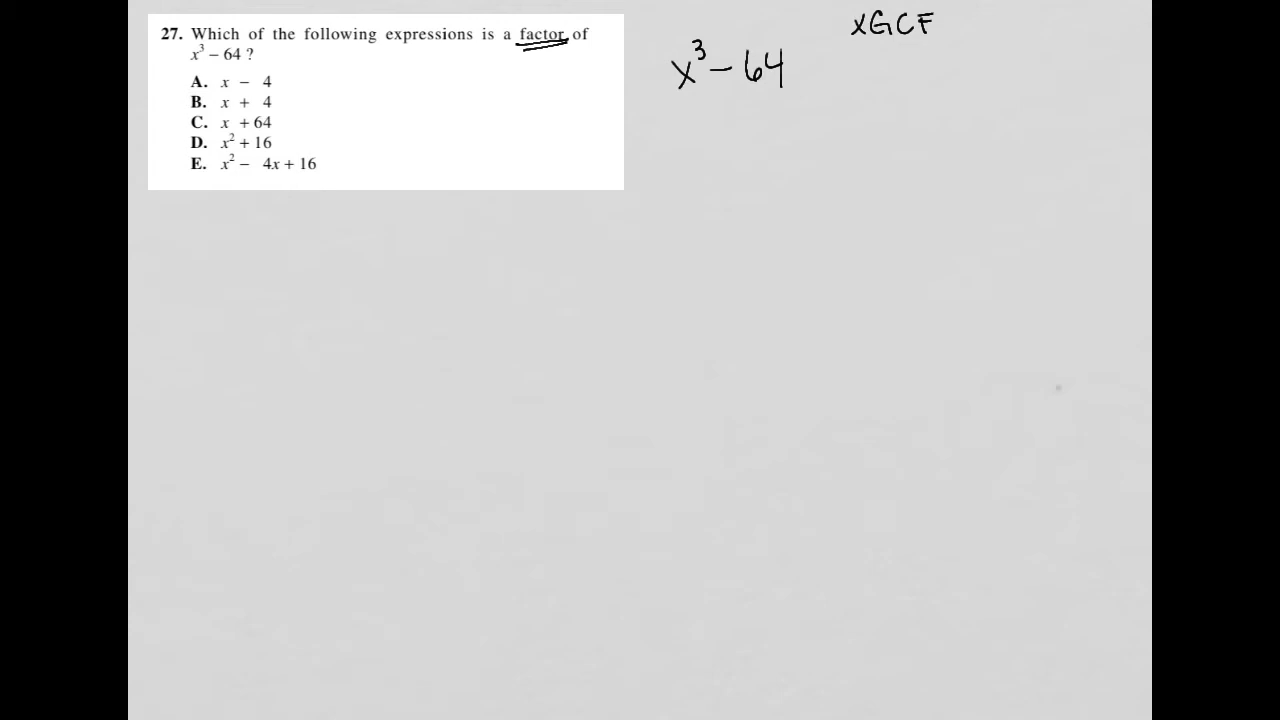 27. Which of the following expressions is a factor of
x³ – 64 ?
A. x – 4
B. x + 4
C. x + 64
D. x² + 16
E. x² – 4x + 16
xGCF
x³ – 64